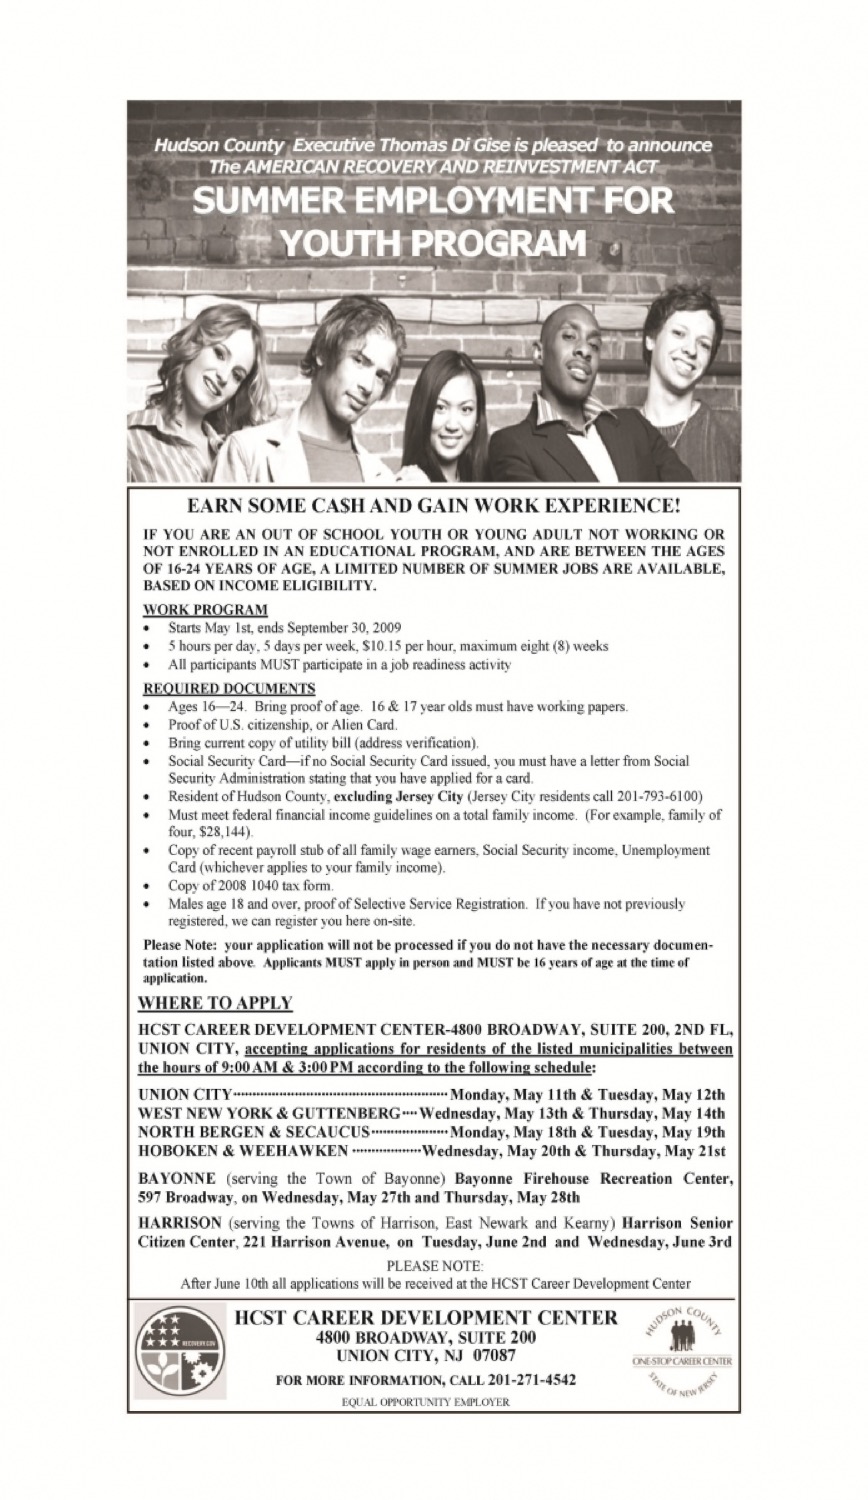 Hudson County Executive Thomas Di Gise is pleased to announce
The AMERICAN RECOVERY AND REINVESTMENT ACT
SUMMER EMPLOYMENT FOR
YOUTH PROGRAM
EARN SOME CA$H AND GAIN WORK EXPERIENCE!
IF YOU ARE AN OUT OF SCHOOL YOUTH OR YOUNG ADULT NOT WORKING OR
NOT ENROLLED IN AN EDUCATIONAL PROGRAM, AND ARE BETWEEN THE AGES
OF 16-24 YEARS OF AGE, A LIMITED NUMBER OF SUMMER JOBS ARE AVAILABLE,
BASED ON INCOME ELIGIBILITY.
WORK PROGRAM
• Starts May 1st, ends September 30, 2009
• 5 hours per day, 5 days per week, $10.15 per hour, maximum eight (8) weeks
• All participants MUST participate in a job readiness activity
REQUIRED DOCUMENTS
• Ages 16—24. Bring proof of age. 16 & 17 year olds must have working papers.
• Proof of U.S. citizenship, or Alien Card.
• Bring current copy of utility bill (address verification).
• Social Security Card—if no Social Security Card issued, you must have a letter from Social
Security Administration stating that you have applied for a card.
• Resident of Hudson County, excluding Jersey City (Jersey City residents call 201-793-6100)
• Must meet federal financial income guidelines on a total family income. (For example, family of
four, $28,144).
• Copy of recent payroll stub of all family wage earners, Social Security income, Unemployment
Card (whichever applies to your family income).
• Copy of 2008 1040 tax form.
• Males age 18 and over, proof of Selective Service Registration. If you have not previously
registered, we can register you here on-site.
Please Note: your application will not be processed if you do not have the necessary documen-
tation listed above. Applicants MUST apply in person and MUST be 16 years of age at the time of
application.
WHERE TO APPLY
HCST CAREER DEVELOPMENT CENTER-4800 BROADWAY, SUITE 200, 2ND FL,
UNION CITY, accepting applications for residents of the listed municipalities between
the hours of 9:00 AM & 3:00 PM according to the following schedule:
UNION CITY Monday, May 11th & Tuesday, May 12th
WEST NEW YORK & GUTTENBERG Wednesday, May 13th & Thursday, May 14th
NORTH BERGEN & SECAUCUS Monday, May 18th & Tuesday, May 19th
HOBOKEN & WEEHAWKEN Wednesday, May 20th & Thursday, May 21st
BAYONNE (serving the Town of Bayonne) Bayonne Firehouse Recreation Center,
597 Broadway, on Wednesday, May 27th and Thursday, May 28th
HARRISON (serving the Towns of Harrison, East Newark and Kearny) Harrison Senior
Citizen Center, 221 Harrison Avenue, on Tuesday, June 2nd and Wednesday, June 3rd
PLEASE NOTE:
After June 10th all applications will be received at the HCST Career Development Center
RECOVERY.GOV
HCST CAREER DEVELOPMENT CENTER
4800 BROADWAY, SUITE 200
UNION CITY, NJ 07087
FOR MORE INFORMATION, CALL 201-271-4542
EQUAL OPPORTUNITY EMPLOYER
HUDSON COUNTY
ONE-STOP CAREER CENTER
STATE OF NEW JERSEY